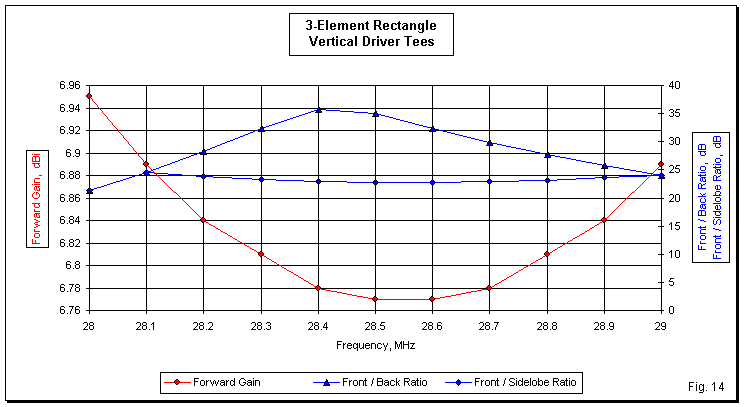 3-Element Rectangle
Vertical Driver Tees
Forward Gain, dBi
6.96
6.94
6.92
6.9
6.88
6.86
6.84
6.82
6.8
6.78
6.76
40
35
30
25
20
15
10
5
0
Front / Back Ratio, dB
Front / Sidelobe Ratio, dB
28 28.1 28.2 28.3 28.4 28.5 28.6 28.7 28.8 28.9 29
Frequency, MHz
Forward Gain Front / Back Ratio Front / Sidelobe Ratio
Fig. 14